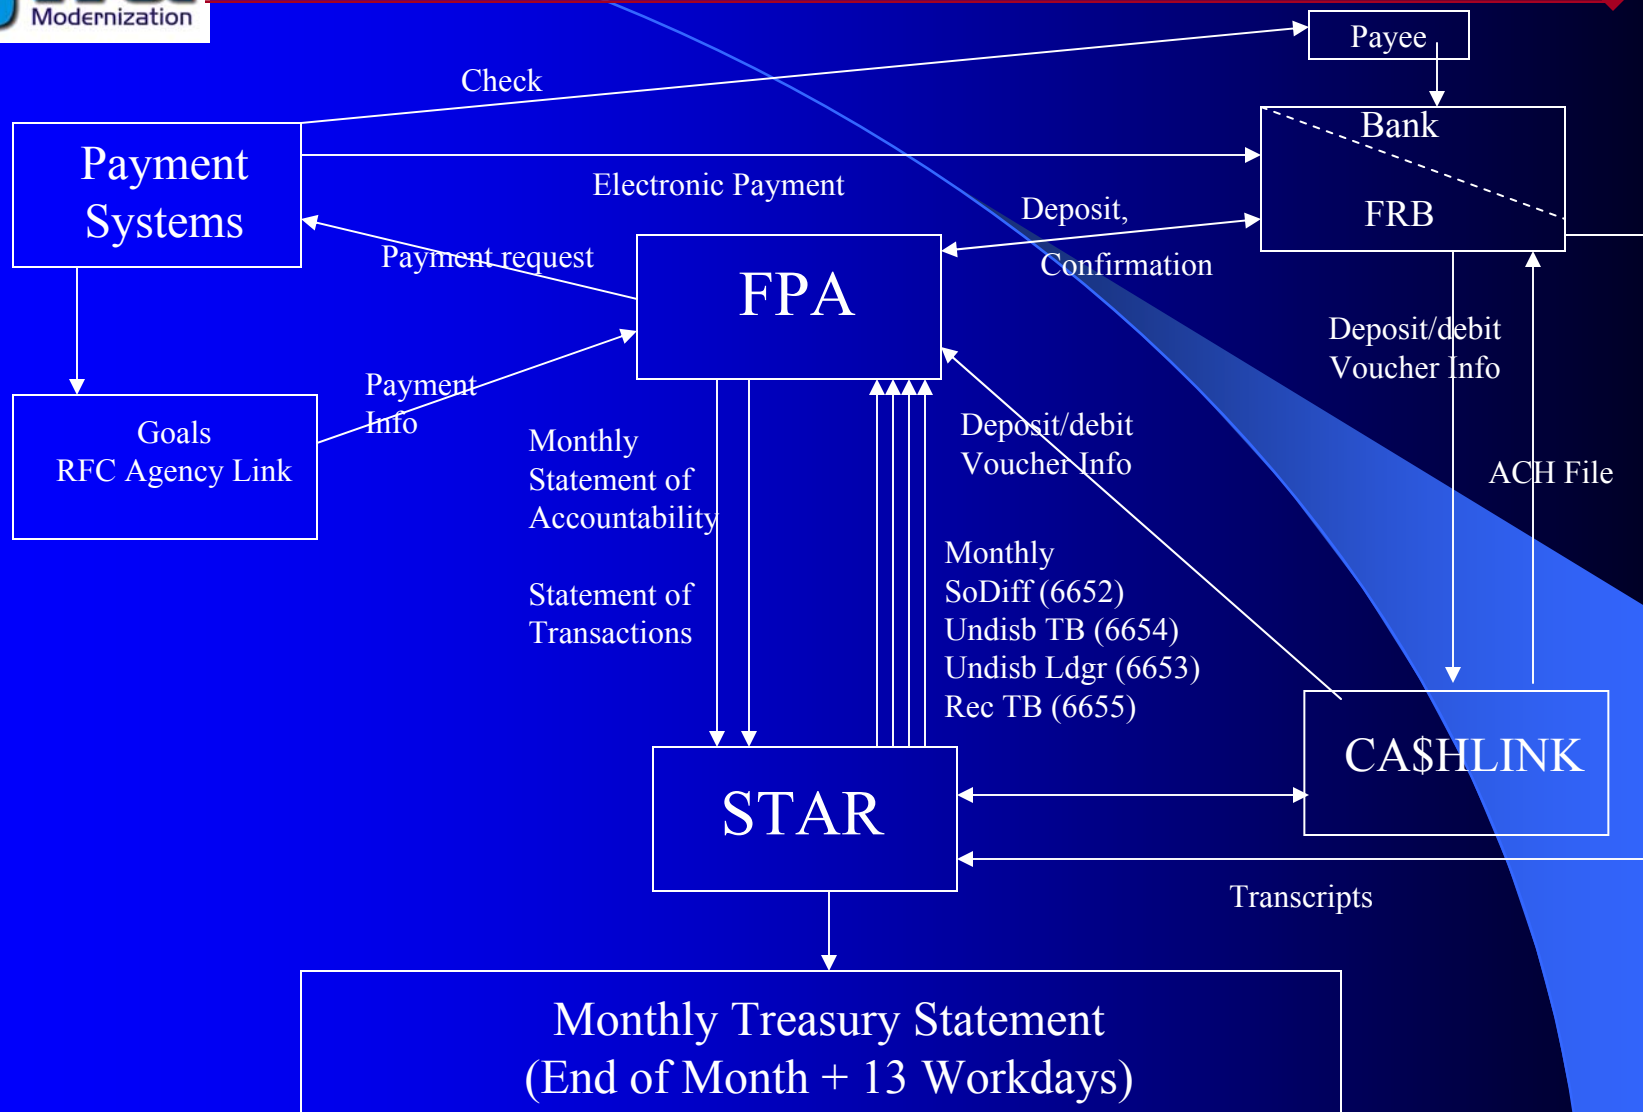 Modernization
Payee
Check
Bank
Payment
Systems
Electronic Payment
FRB
Deposit,
Confirmation
Payment request
FPA
Deposit/debit
Voucher Info
Payment
Info
Goals
RFC Agency Link
Monthly
Statement of
Accountability
Statement of
Transactions
Deposit/debit
Voucher Info
ACH File
Monthly
SoDiff (6652)
Undisb TB (6654)
Undisb Ldgr (6653)
Rec TB (6655)
CA$HLINK
STAR
Transcripts
Monthly Treasury Statement
(End of Month + 13 Workdays)